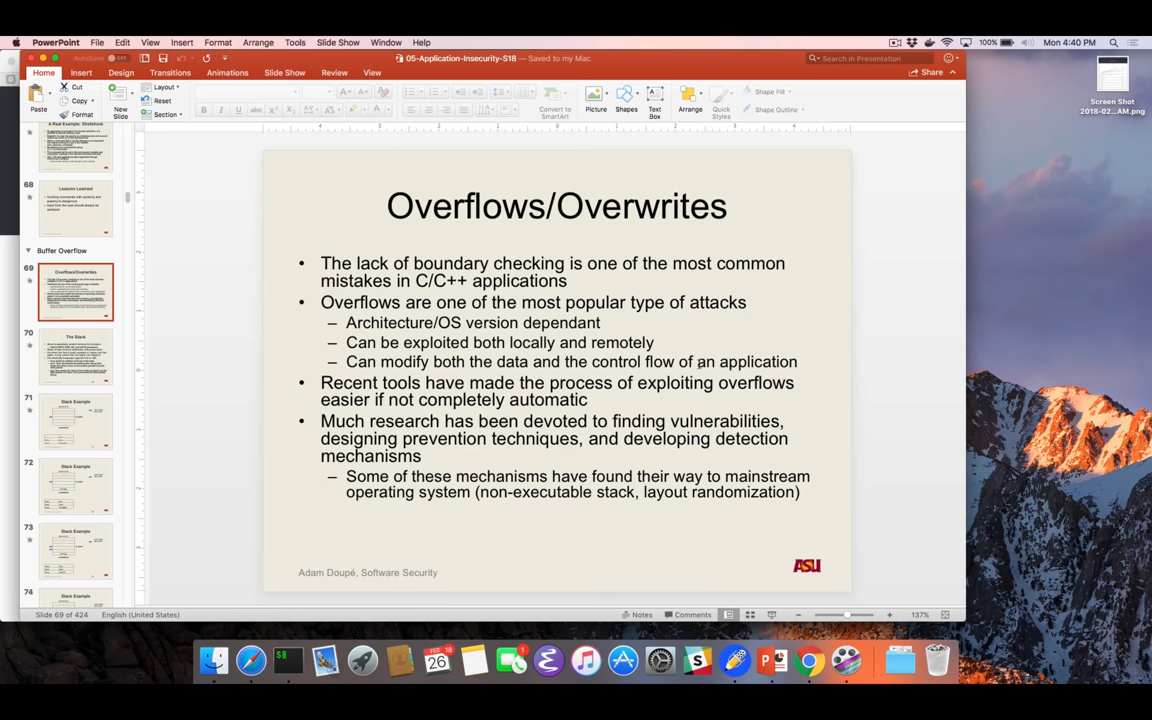 PowerPoint File Edit View Insert Format Arrange Tools Slide Show Window Help
100% Mon 4:40 PM
AutoSave OFF 05-Application-Insecurity-S18 — Saved to my Mac Search in Presentation
Home Insert Design Transitions Animations Slide Show Review View Share
Paste Cut Copy Format New Slide Layout Reset Section
Convert to SmartArt Picture Shapes Text Box Arrange Quick Styles Shape Fill Shape Outline
Screen Shot
2018-02...AM.png
A Real Example: Shellshock
68
Lessons Learned
Buffer Overflow
69
Overflows/Overwrites
70
The Stack
71
Stack Example
72
Stack Example
73
Stack Example
74
Stack Example
Overflows/Overwrites
• The lack of boundary checking is one of the most common
mistakes in C/C++ applications
• Overflows are one of the most popular type of attacks
– Architecture/OS version dependant
– Can be exploited both locally and remotely
– Can modify both the data and the control flow of an application
• Recent tools have made the process of exploiting overflows
easier if not completely automatic
• Much research has been devoted to finding vulnerabilities,
designing prevention techniques, and developing detection
mechanisms
– Some of these mechanisms have found their way to mainstream
operating system (non-executable stack, layout randomization)
Adam Doupé, Software Security
ASU
Slide 69 of 424 English (United States) Notes Comments 137%
FEB 18
26
1